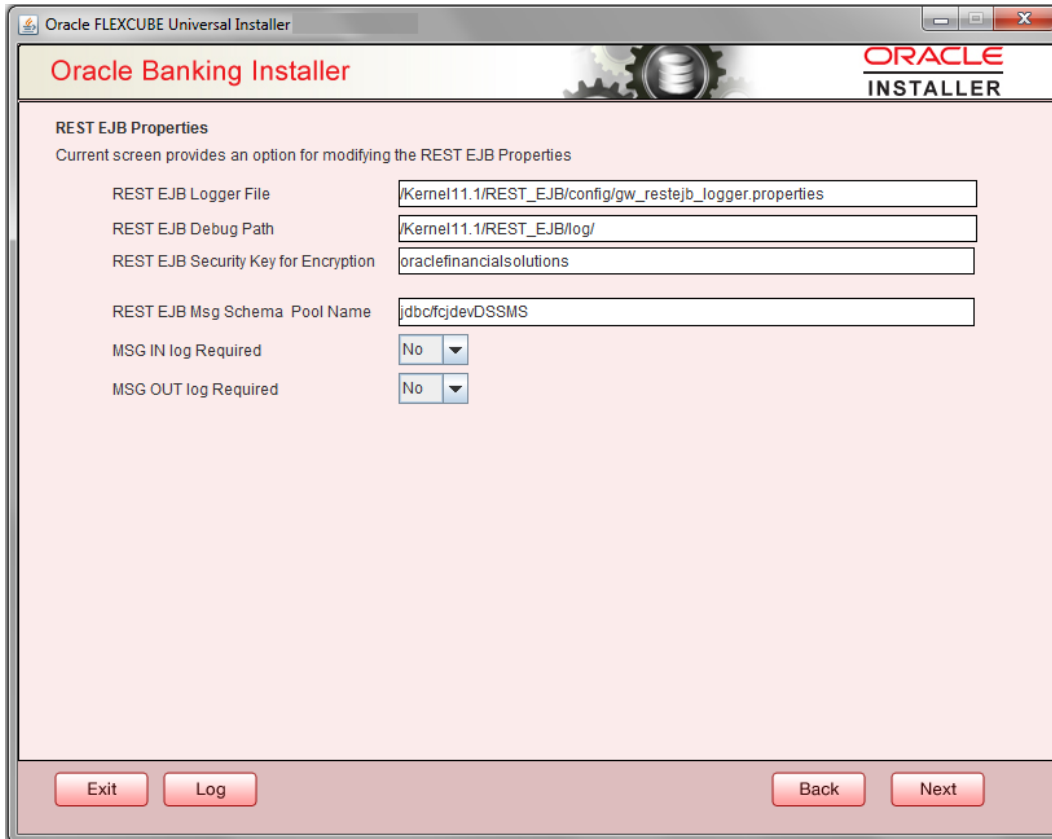 Oracle FLEXCUBE Universal Installer
Oracle Banking Installer
ORACLE
INSTALLER
REST EJB Properties
Current screen provides an option for modifying the REST EJB Properties
REST EJB Logger File /Kernel11.1/REST_EJB/config/gw_restejb_logger.properties
REST EJB Debug Path /Kernel11.1/REST_EJB/log/
REST EJB Security Key for Encryption oraclefinancialsolutions
REST EJB Msg Schema Pool Name jdbc/fcjdevDSSMS
MSG IN log Required No
MSG OUT log Required No
Exit Log Back Next